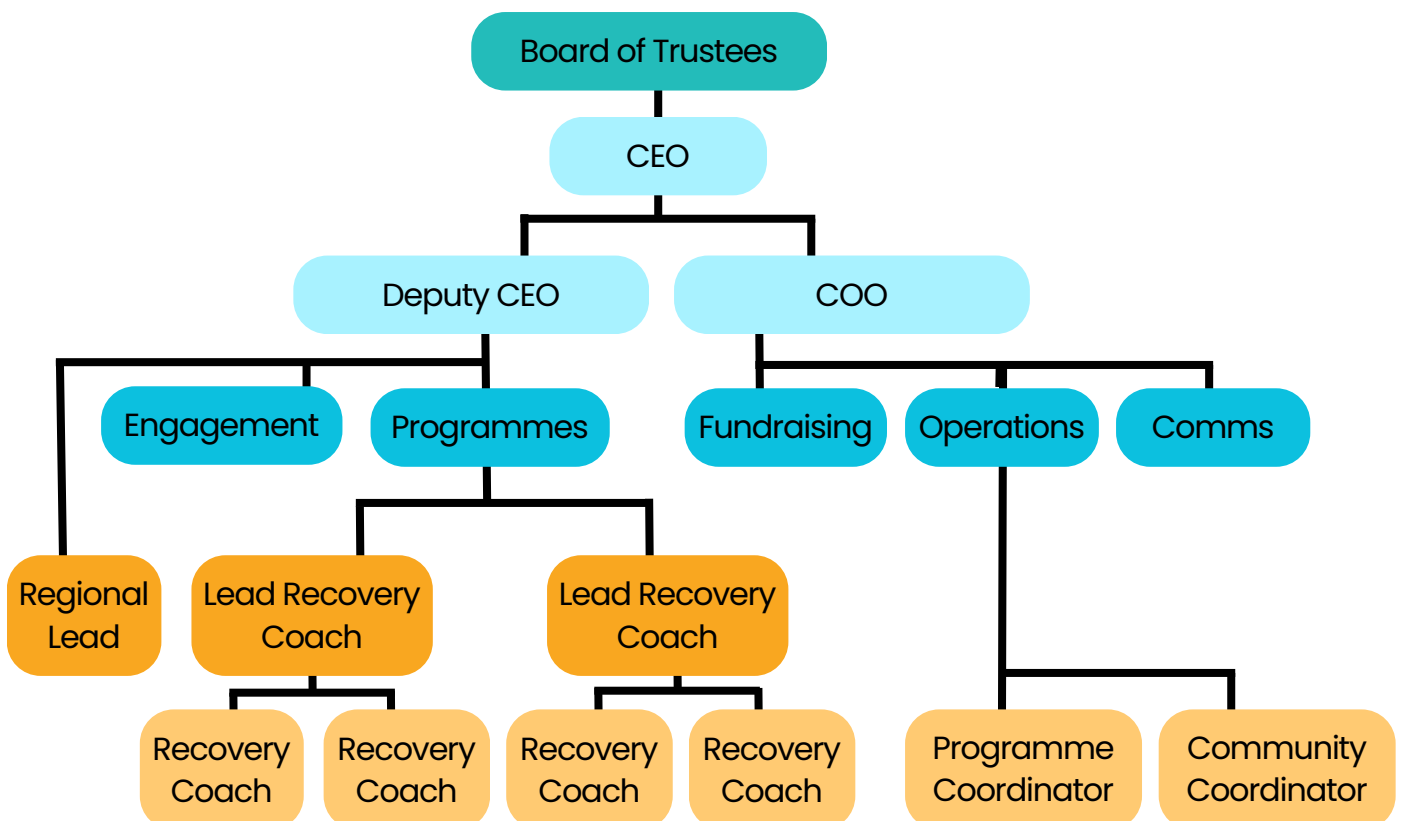 Board of Trustees
CEO
Deputy CEO
COO
Engagement
Programmes
Fundraising
Operations
Comms
Regional
Lead
Lead Recovery
Coach
Lead Recovery
Coach
Recovery
Coach
Recovery
Coach
Recovery
Coach
Recovery
Coach
Programme
Coordinator
Community
Coordinator